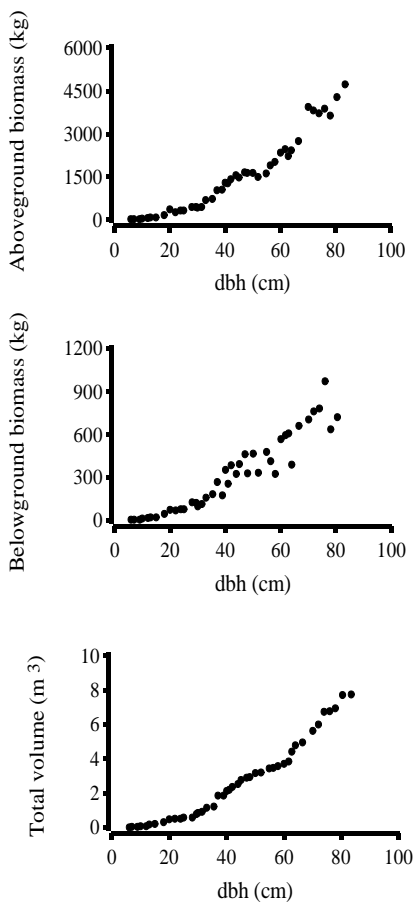 Aboveground biomass (kg)
6000
4500
3000
1500
0
0 20 40 60 80 100
dbh (cm)
Belowground biomass (kg)
1200
900
600
300
0
0 20 40 60 80 100
dbh (cm)
Total volume (m 3)
10
8
6
4
2
0
0 20 40 60 80 100
dbh (cm)